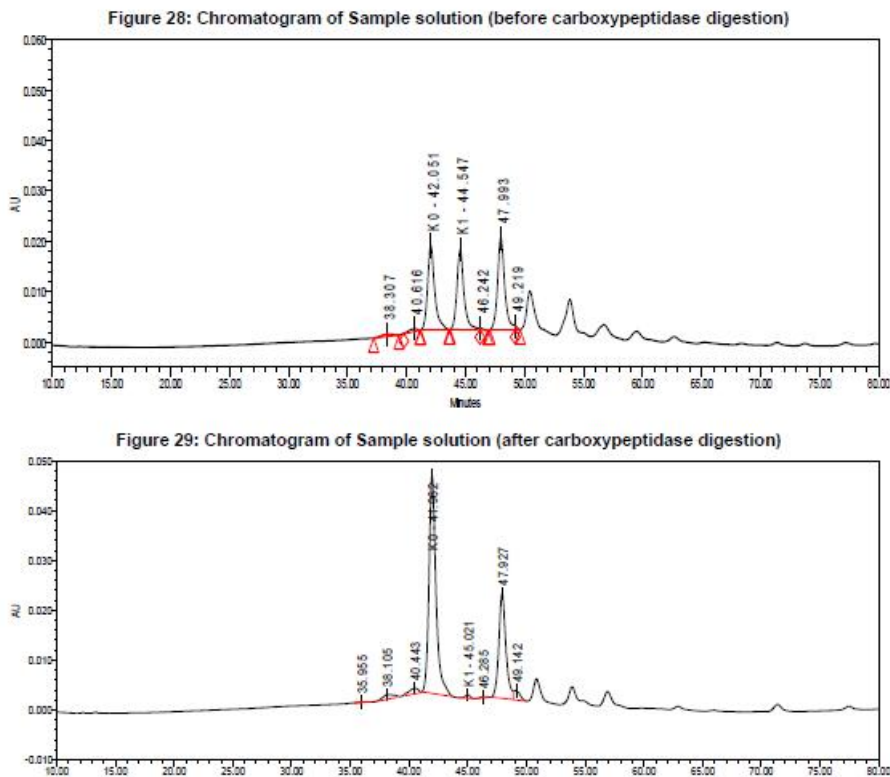 Figure 28: Chromatogram of Sample solution (before carboxypeptidase digestion)
0.060
0.050
0.040
0.030
0.020
0.010
0.000
AU
38.307
40.616
K0 - 42.051
K1 - 44.547
46.242
47.993
49.219
10.00 15.00 20.00 25.00 30.00 35.00 40.00 45.00 50.00 55.00 60.00 65.00 70.00 75.00 80.00
Minutes
Figure 29: Chromatogram of Sample solution (after carboxypeptidase digestion)
0.050
0.040
0.030
0.020
0.010
0.000
-0.010
AU
35.955
38.105
40.443
K0 -
K1 - 45.021
46.285
47.927
49.142
10.00 15.00 20.00 25.00 30.00 35.00 40.00 45.00 50.00 55.00 60.00 65.00 70.00 75.00 80.00